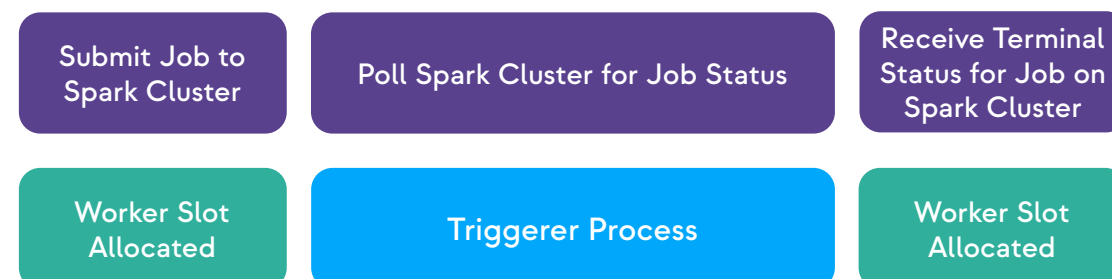 Submit Job to
Spark Cluster
Poll Spark Cluster for Job Status
Receive Terminal
Status for Job on
Spark Cluster
Worker Slot
Allocated
Triggerer Process
Worker Slot
Allocated